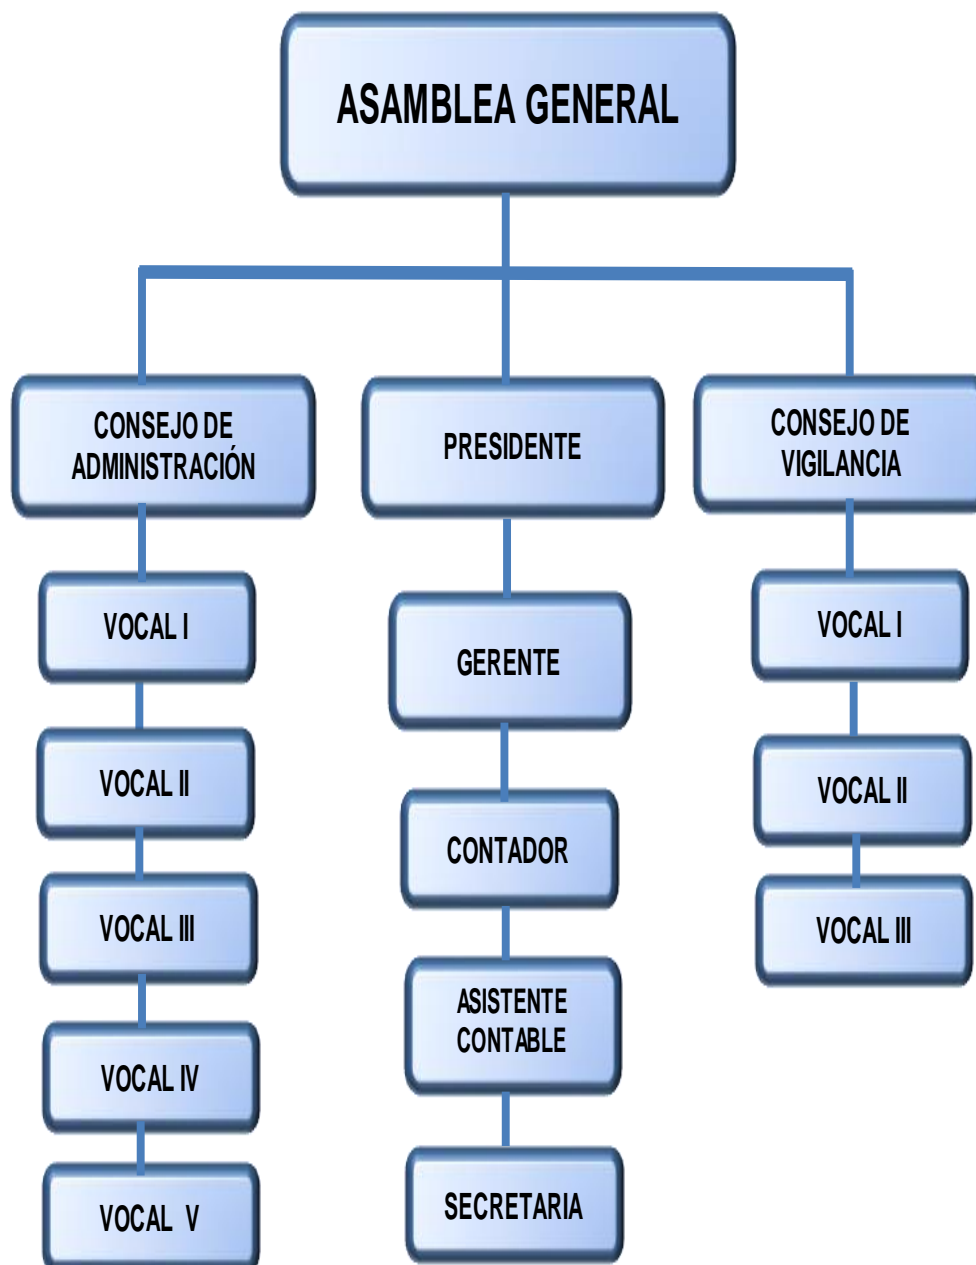 ASAMBLEA GENERAL
CONSEJO DE
ADMINISTRACIÓN
PRESIDENTE
CONSEJO DE
VIGILANCIA
VOCAL I
VOCAL II
VOCAL III
VOCAL IV
VOCAL V
GERENTE
CONTADOR
ASISTENTE
CONTABLE
SECRETARIA
VOCAL I
VOCAL II
VOCAL III